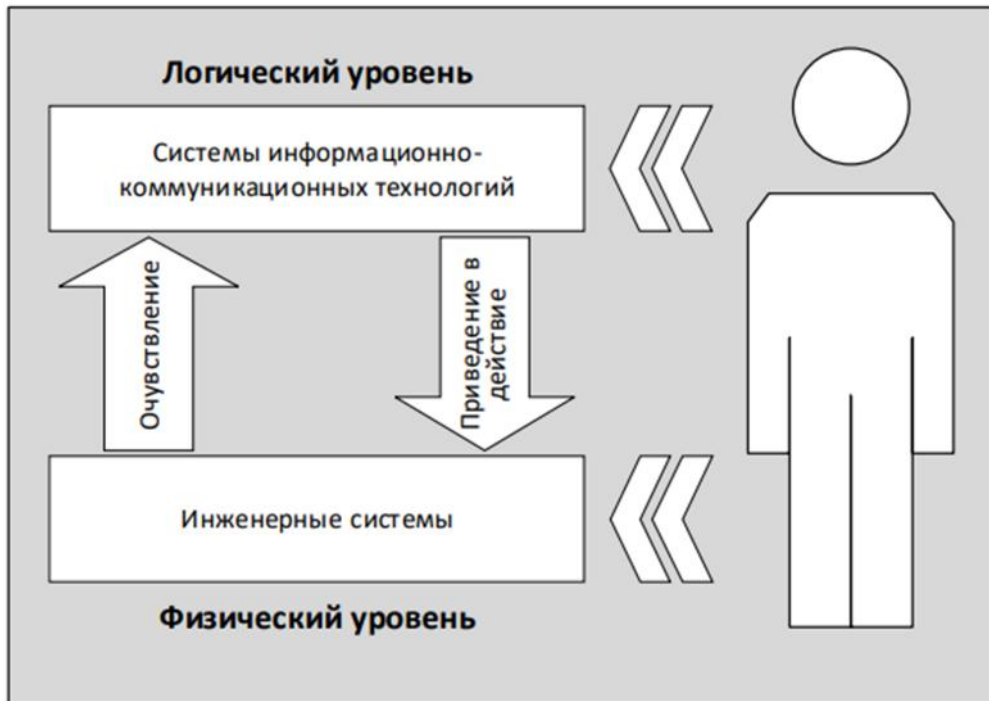 Логический уровень
Системы информационно-
коммуникационных технологий
Очувствление
Приведение в
действие
Инженерные системы
Физический уровень